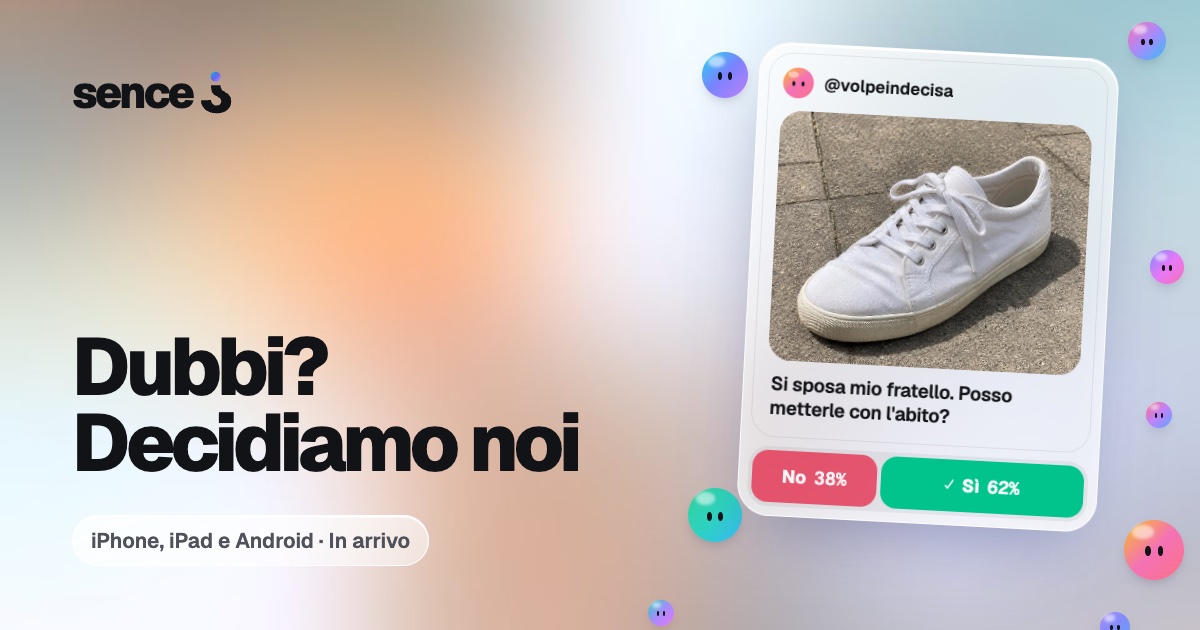 sence
Dubbi?
Decidiamo noi
iPhone, iPad e Android · In arrivo
@volpeindecisa
Si sposa mio fratello. Posso
metterle con l'abito?
No 38%
✓ Sì 62%